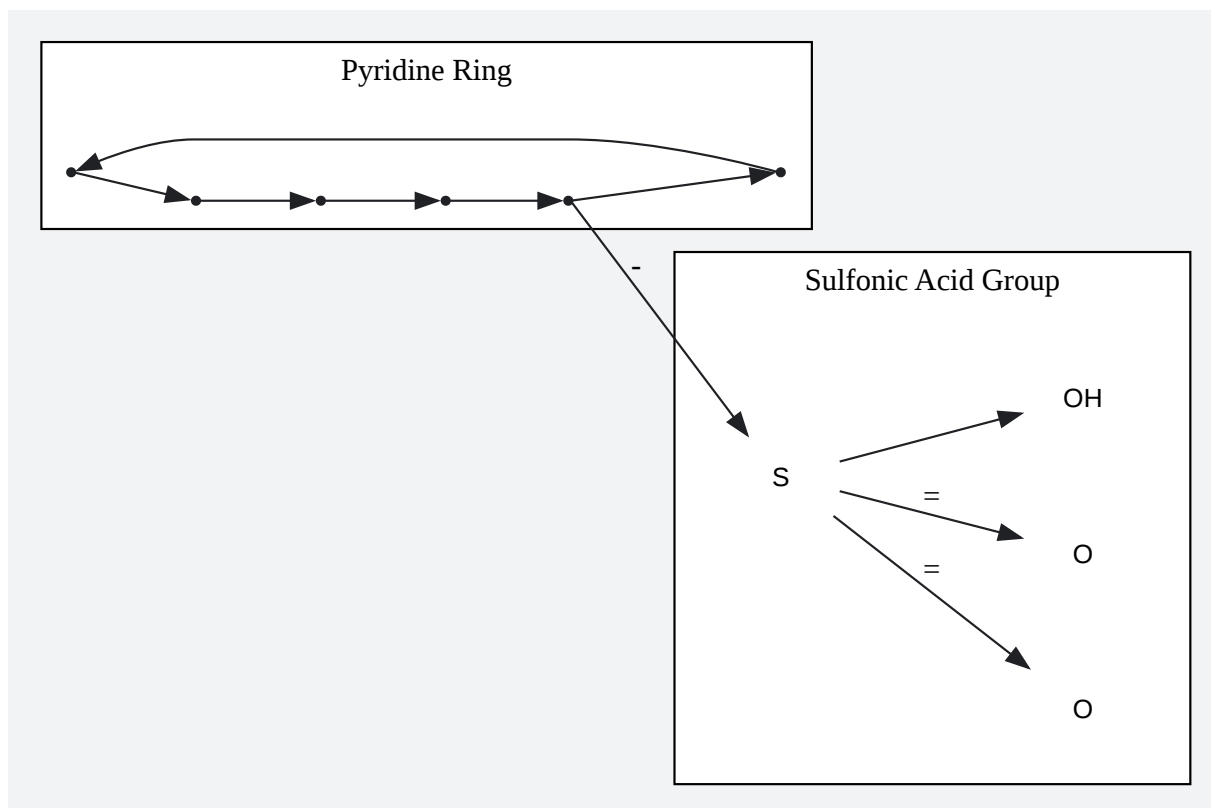 Pyridine Ring
-
Sulfonic Acid Group
OH
S
=
O
=
O